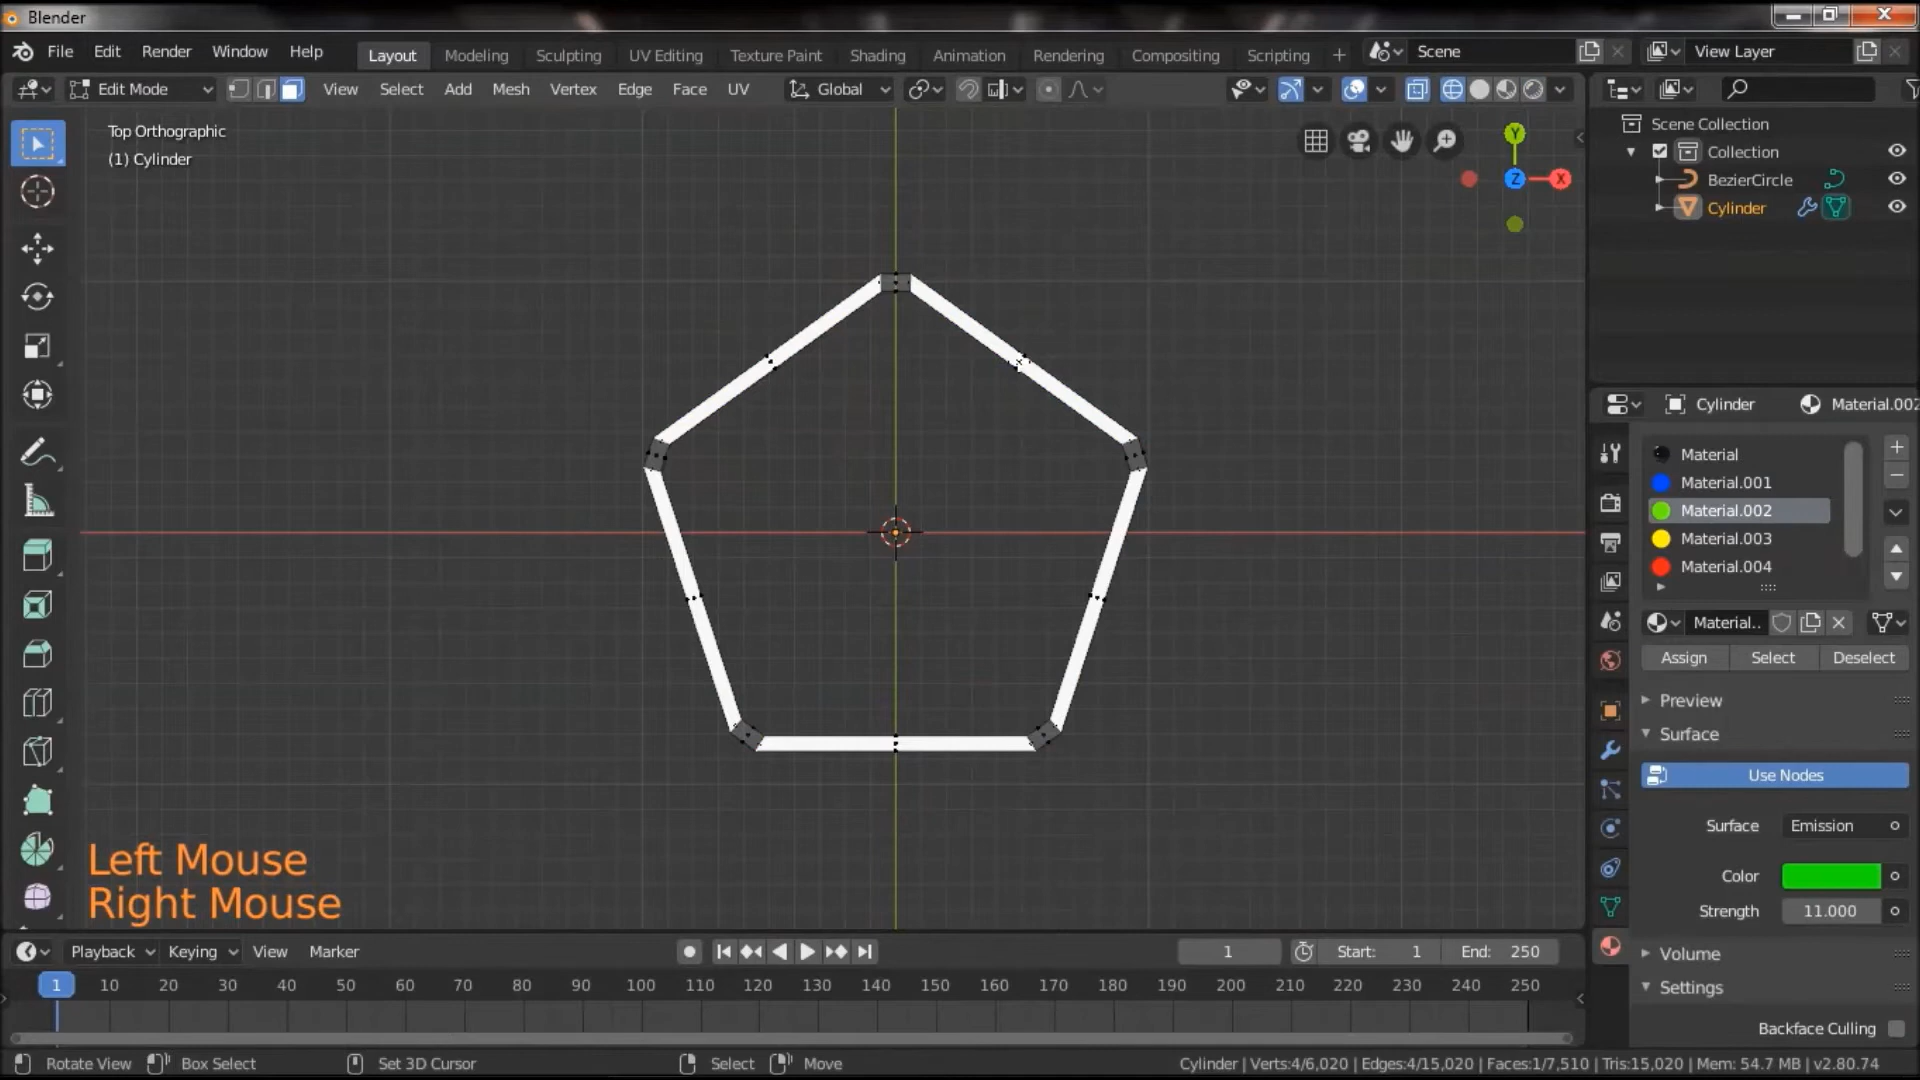 Blender
File Edit Render Window Help Layout Modeling Sculpting UV Editing Texture Paint Shading Animation Rendering Compositing Scripting + Scene View Layer
Edit Mode View Select Add Mesh Vertex Edge Face UV Global
Top Orthographic
(1) Cylinder
Y
Z
X
Scene Collection
Collection
BezierCircle
Cylinder
Cylinder Material.002
Material
Material.001
Material.002
Material.003
Material.004
Material..
Assign Select Deselect
Preview
Surface
Use Nodes
Surface Emission
Color
Strength 11.000
Volume
Settings
Backface Culling
Left Mouse
Right Mouse
Playback Keying View Marker 1 Start: 1 End: 250
1 10 20 30 40 50 60 70 80 90 100 110 120 130 140 150 160 170 180 190 200 210 220 230 240 250
Rotate View Box Select Set 3D Cursor Select Move Cylinder | Verts:4/6,020 | Edges:4/15,020 | Faces:1/7,510 | Tris:15,020 | Mem: 54.7 MB | v2.80.74